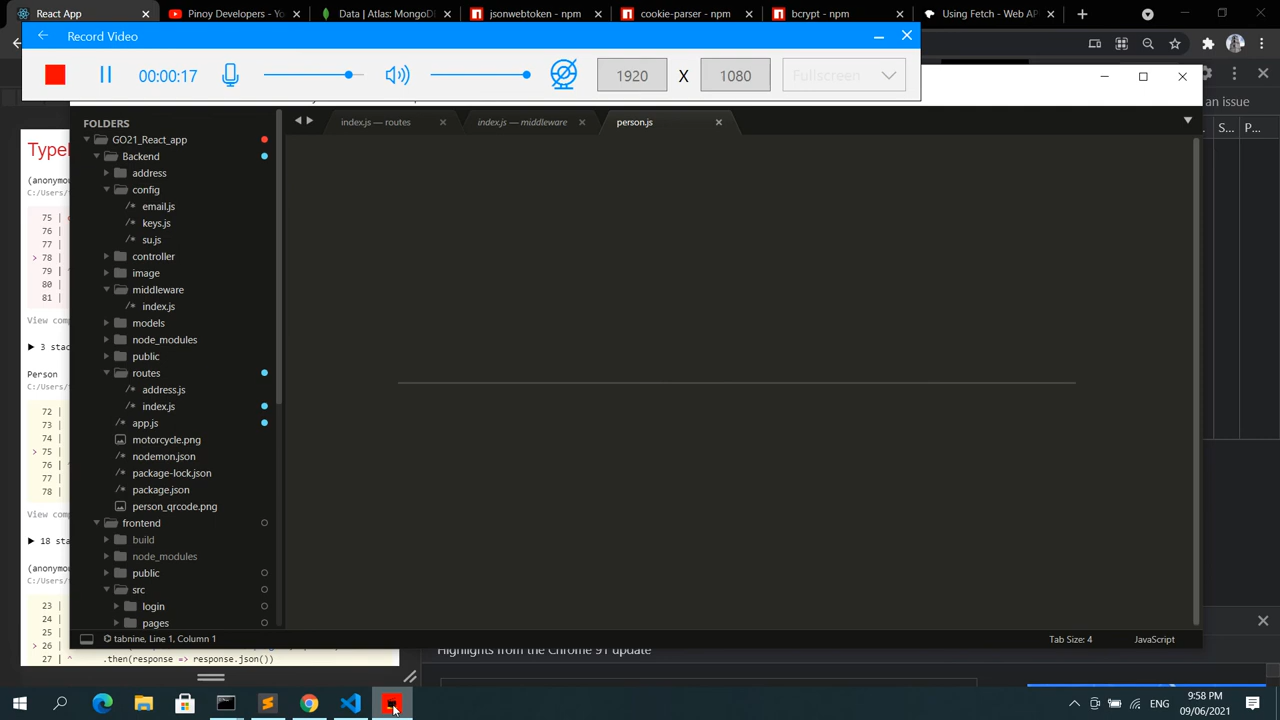 React App
Pinoy Developers - Yo
Data | Atlas: MongoD
jsonwebtoken - npm
cookie-parser - npm
bcrypt - npm
Using Fetch - Web AP
Record Video
00:00:17
1920 X 1080
Fullscreen
an issue
S... P...
FOLDERS
GO21_React_app
Backend
address
config
email.js
keys.js
su.js
controller
image
middleware
index.js
models
node_modules
public
routes
address.js
index.js
app.js
motorcycle.png
nodemon.json
package-lock.json
package.json
person_qrcode.png
frontend
build
node_modules
public
src
login
pages
index.js — routes
index.js — middleware
person.js
Type
(anonymo
C:/Users/
75 |
76 |
77 |
> 78 |
79 | ^
80 |
81 |
View comp
3 stac
Person
C:/Users/
72 |
73 |
74 |
> 75 |
76 | ^
77 |
78 |
View comp
18 sta
(anonymo
C:/Users/
23 |
24 |
25 |
> 26 |
27 | ^ .then(response => response.json())
tabnine, Line 1, Column 1
Tab Size: 4
JavaScript
Highlights from the Chrome 91 update
ENG
9:58 PM
09/06/2021